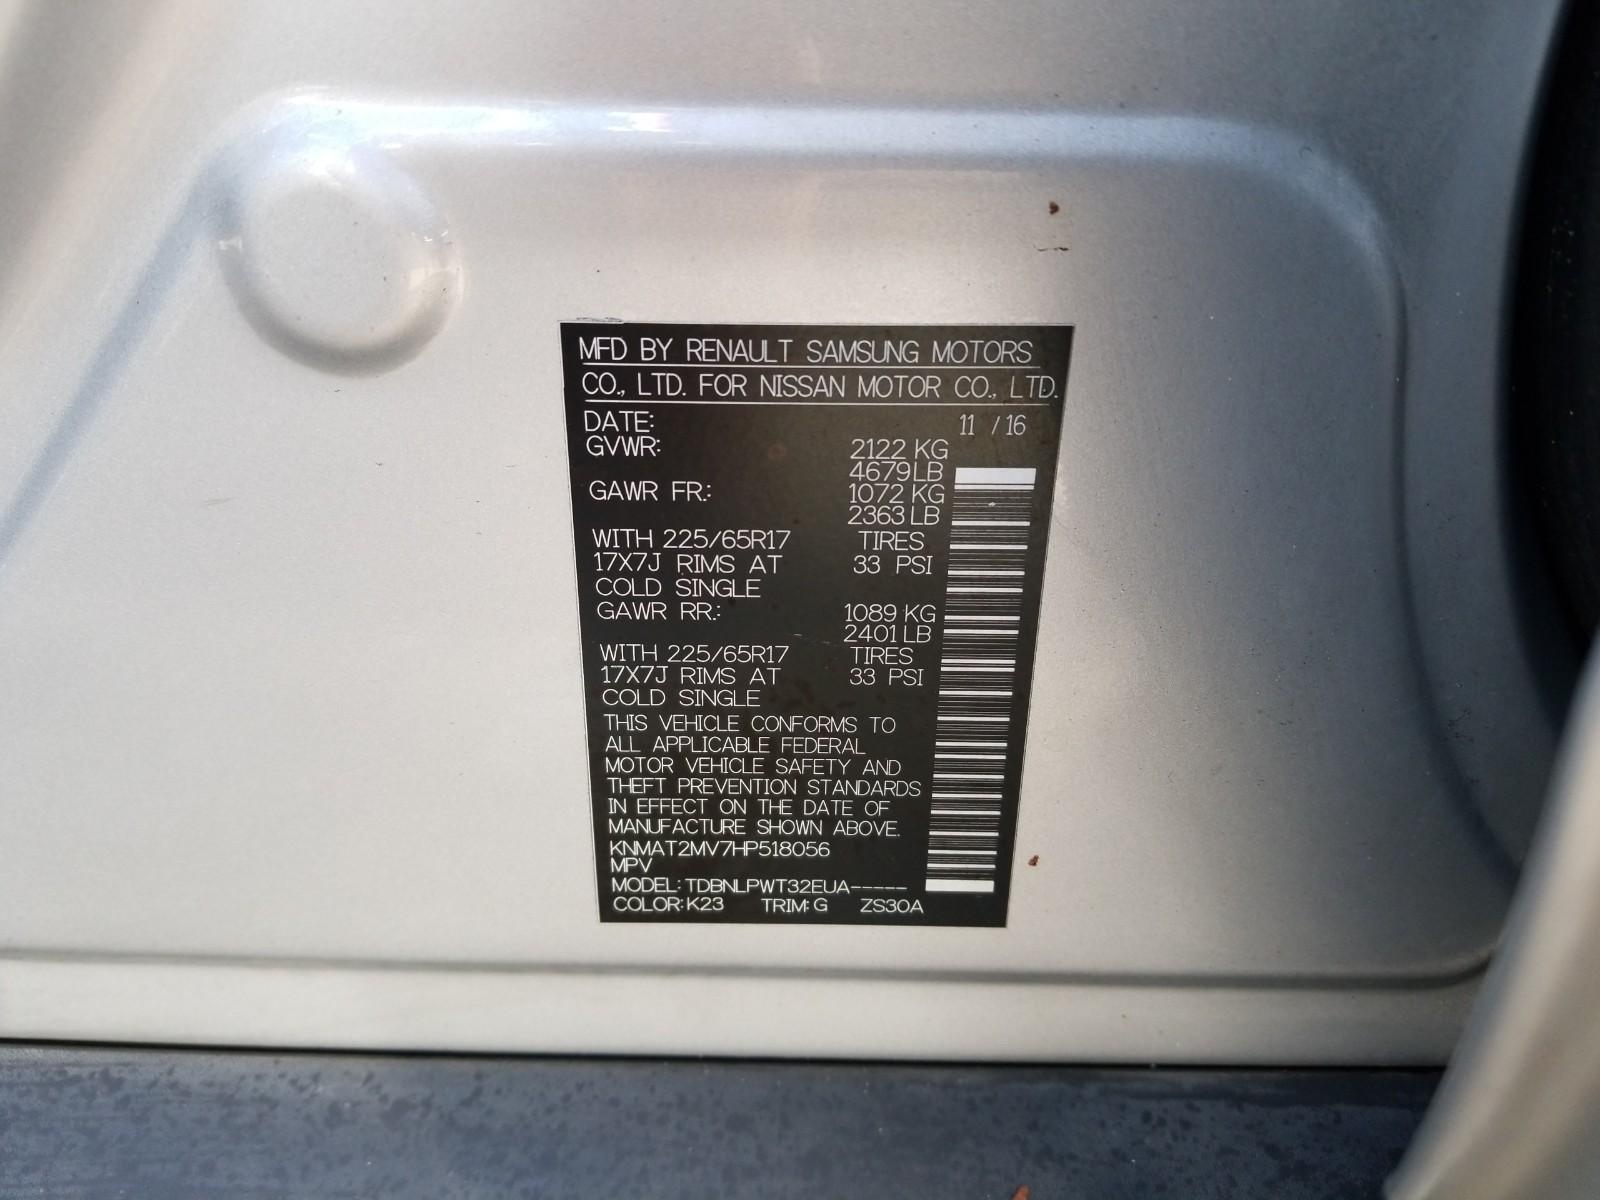 MFD BY RENAULT SAMSUNG MOTORS
CO., LTD. FOR NISSAN MOTOR CO., LTD.
DATE: 11 / 16
GVWR: 2122 KG
4679 LB
GAWR FR.: 1072 KG
2363 LB
WITH 225/65R17 TIRES
17X7J RIMS AT 33 PSI
COLD SINGLE
GAWR RR.: 1089 KG
2401 LB
WITH 225/65R17 TIRES
17X7J RIMS AT 33 PSI
COLD SINGLE
THIS VEHICLE CONFORMS TO
ALL APPLICABLE FEDERAL
MOTOR VEHICLE SAFETY AND
THEFT PREVENTION STANDARDS
IN EFFECT ON THE DATE OF
MANUFACTURE SHOWN ABOVE.
KNMAT2MV7HP518056
MPV
MODEL: TDBNLPWT32EUA-----
COLOR: K23 TRIM: G ZS30A